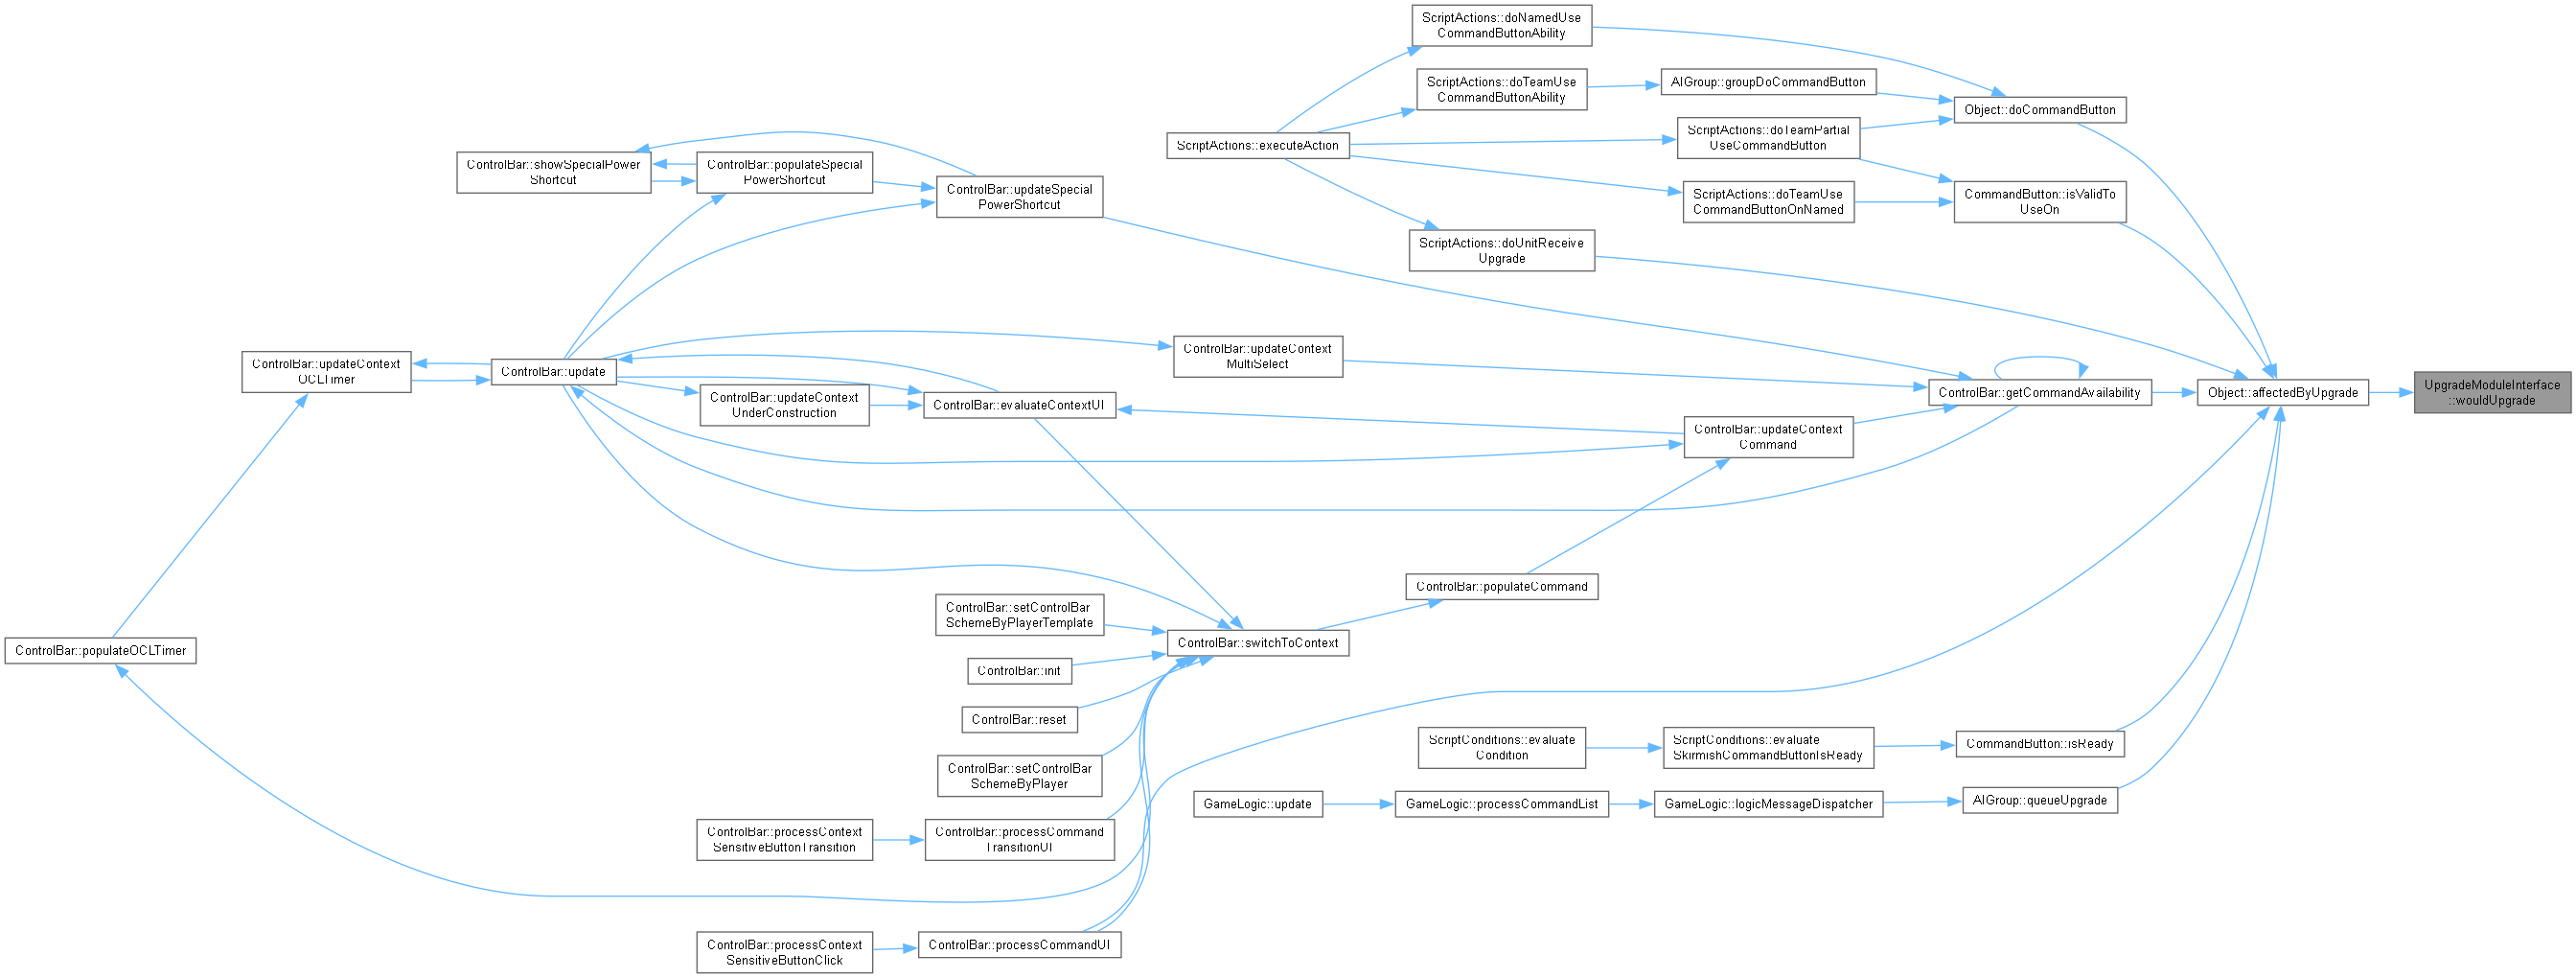 ScriptActions::doNamedUse
CommandButtonAbility
ScriptActions::doTeamUse
CommandButtonAbility
AIGroup::groupDoCommandButton
Object::doCommandButton
ScriptActions::executeAction
ScriptActions::doTeamPartial
UseCommandButton
ControlBar::showSpecialPower
Shortcut
ControlBar::populateSpecial
PowerShortcut
ControlBar::updateSpecial
PowerShortcut
ScriptActions::doTeamUse
CommandButtonOnNamed
CommandButton::isValidTo
UseOn
ScriptActions::doUnitReceive
Upgrade
ControlBar::updateContext
OCLTimer
ControlBar::update
ControlBar::updateContext
MultiSelect
ControlBar::updateContext
UnderConstruction
ControlBar::evaluateContextUI
ControlBar::getCommandAvailability
Object::affectedByUpgrade
UpgradeModuleInterface
::wouldUpgrade
ControlBar::updateContext
Command
ControlBar::populateCommand
ControlBar::setControlBar
SchemeByPlayerTemplate
ControlBar::switchToContext
ControlBar::populateOCLTimer
ControlBar::init
ControlBar::reset
ControlBar::setControlBar
SchemeByPlayer
ScriptConditions::evaluate
Condition
ScriptConditions::evaluate
SkirmishCommandButtonIsReady
CommandButton::isReady
GameLogic::update
GameLogic::processCommandList
GameLogic::logicMessageDispatcher
AIGroup::queueUpgrade
ControlBar::processContext
SensitiveButtonTransition
ControlBar::processCommand
TransitionUI
ControlBar::processContext
SensitiveButtonClick
ControlBar::processCommandUI